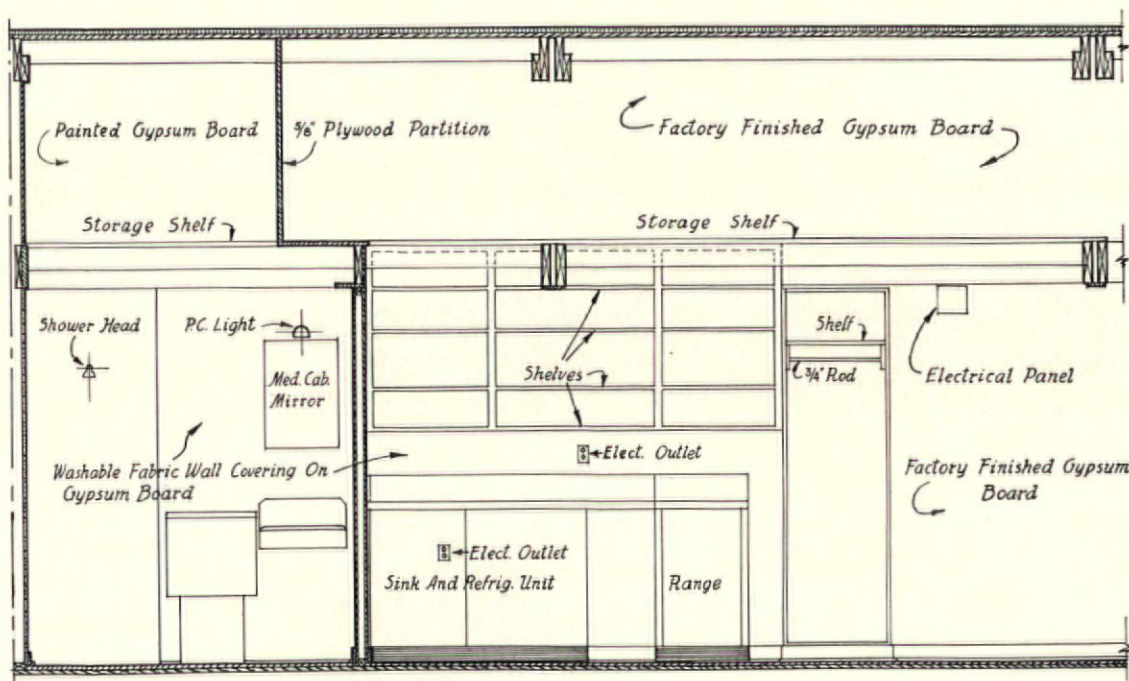 Painted Gypsum Board
5/8" Plywood Partition
Factory Finished Gypsum Board
Storage Shelf
Storage Shelf
Shower Head
P.C. Light
Med. Cab.
Mirror
Shelves
Shelf
3/4" Rod
Electrical Panel
Washable Fabric Wall Covering On
Gypsum Board
Elect. Outlet
Factory Finished Gypsum
Board
Elect. Outlet
Sink And Refrig. Unit
Range